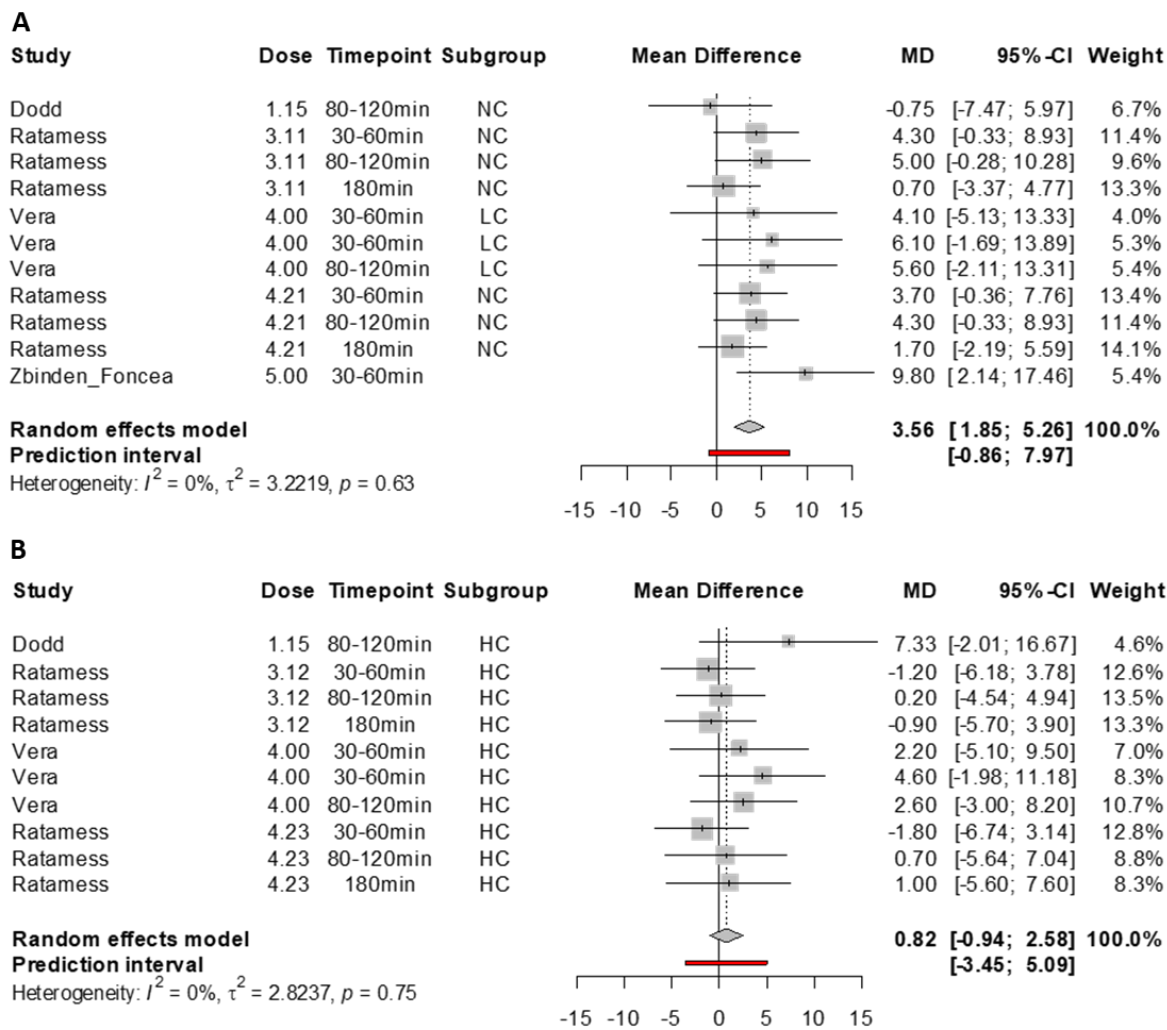 A
Study Dose Timepoint Subgroup Mean Difference MD 95%-CI Weight
Dodd 1.15 80-120min NC -0.75 [-7.47; 5.97] 6.7%
Ratamess 3.11 30-60min NC 4.30 [-0.33; 8.93] 11.4%
Ratamess 3.11 80-120min NC 5.00 [-0.28; 10.28] 9.6%
Ratamess 3.11 180min NC 0.70 [-3.37; 4.77] 13.3%
Vera 4.00 30-60min LC 4.10 [-5.13; 13.33] 4.0%
Vera 4.00 30-60min LC 6.10 [-1.69; 13.89] 5.3%
Vera 4.00 80-120min LC 5.60 [-2.11; 13.31] 5.4%
Ratamess 4.21 30-60min NC 3.70 [-0.36; 7.76] 13.4%
Ratamess 4.21 80-120min NC 4.30 [-0.33; 8.93] 11.4%
Ratamess 4.21 180min NC 1.70 [-2.19; 5.59] 14.1%
Zbinden_Foncea 5.00 30-60min 9.80 [2.14; 17.46] 5.4%
Random effects model 3.56 [1.85; 5.26] 100.0%
Prediction interval [-0.86; 7.97]
Heterogeneity: I² = 0%, τ² = 3.2219, p = 0.63
-15 -10 -5 0 5 10 15
B
Study Dose Timepoint Subgroup Mean Difference MD 95%-CI Weight
Dodd 1.15 80-120min HC 7.33 [-2.01; 16.67] 4.6%
Ratamess 3.12 30-60min HC -1.20 [-6.18; 3.78] 12.6%
Ratamess 3.12 80-120min HC 0.20 [-4.54; 4.94] 13.5%
Ratamess 3.12 180min HC -0.90 [-5.70; 3.90] 13.3%
Vera 4.00 30-60min HC 2.20 [-5.10; 9.50] 7.0%
Vera 4.00 30-60min HC 4.60 [-1.98; 11.18] 8.3%
Vera 4.00 80-120min HC 2.60 [-3.00; 8.20] 10.7%
Ratamess 4.23 30-60min HC -1.80 [-6.74; 3.14] 12.8%
Ratamess 4.23 80-120min HC 0.70 [-5.64; 7.04] 8.8%
Ratamess 4.23 180min HC 1.00 [-5.60; 7.60] 8.3%
Random effects model 0.82 [-0.94; 2.58] 100.0%
Prediction interval [-3.45; 5.09]
Heterogeneity: I² = 0%, τ² = 2.8237, p = 0.75
-15 -10 -5 0 5 10 15